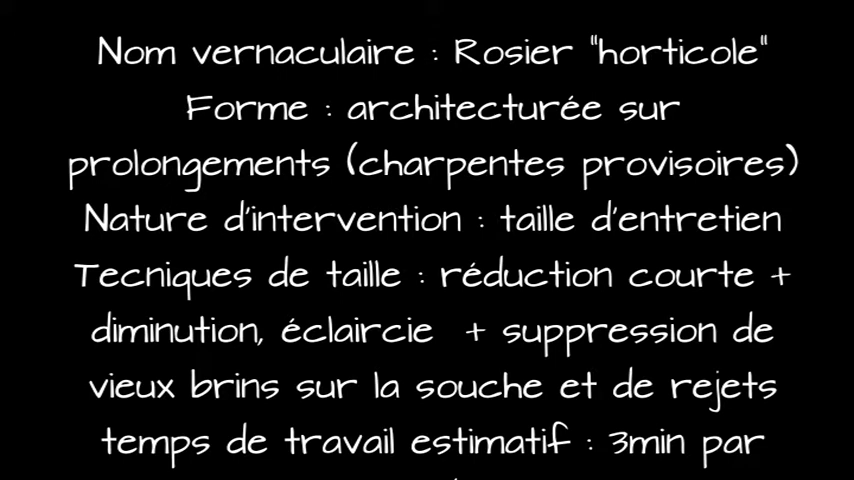 Nom vernaculaire : Rosier "horticole"
Forme : architecturée sur
prolongements (charpentes provisoires)
Nature d'intervention : taille d'entretien
Tecniques de taille : réduction courte +
diminution, éclaircie + suppression de
vieux brins sur la souche et de rejets
temps de travail estimatif : 3min par